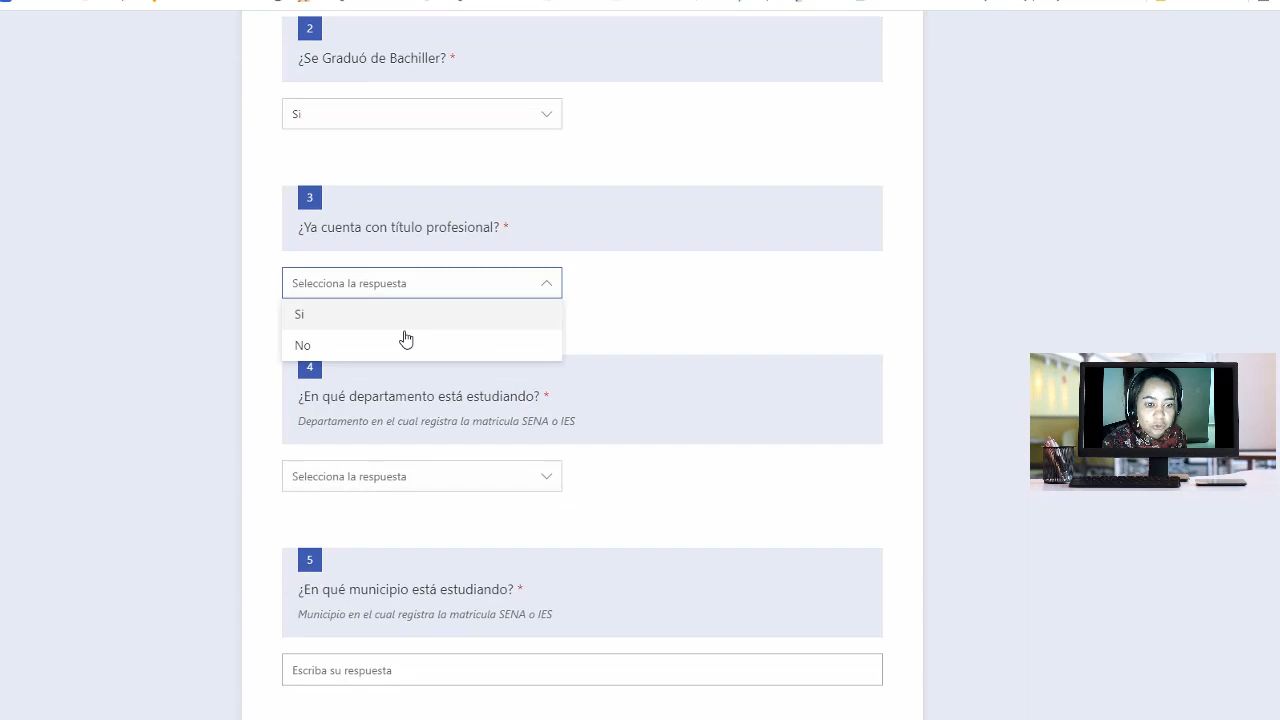 2
¿Se Graduó de Bachiller? *
Si
3
¿Ya cuenta con título profesional? *
Selecciona la respuesta
Si
No
4
¿En qué departamento está estudiando? *
Departamento en el cual registra la matricula SENA o IES
Selecciona la respuesta
5
¿En qué municipio está estudiando? *
Municipio en el cual registra la matricula SENA o IES
Escriba su respuesta